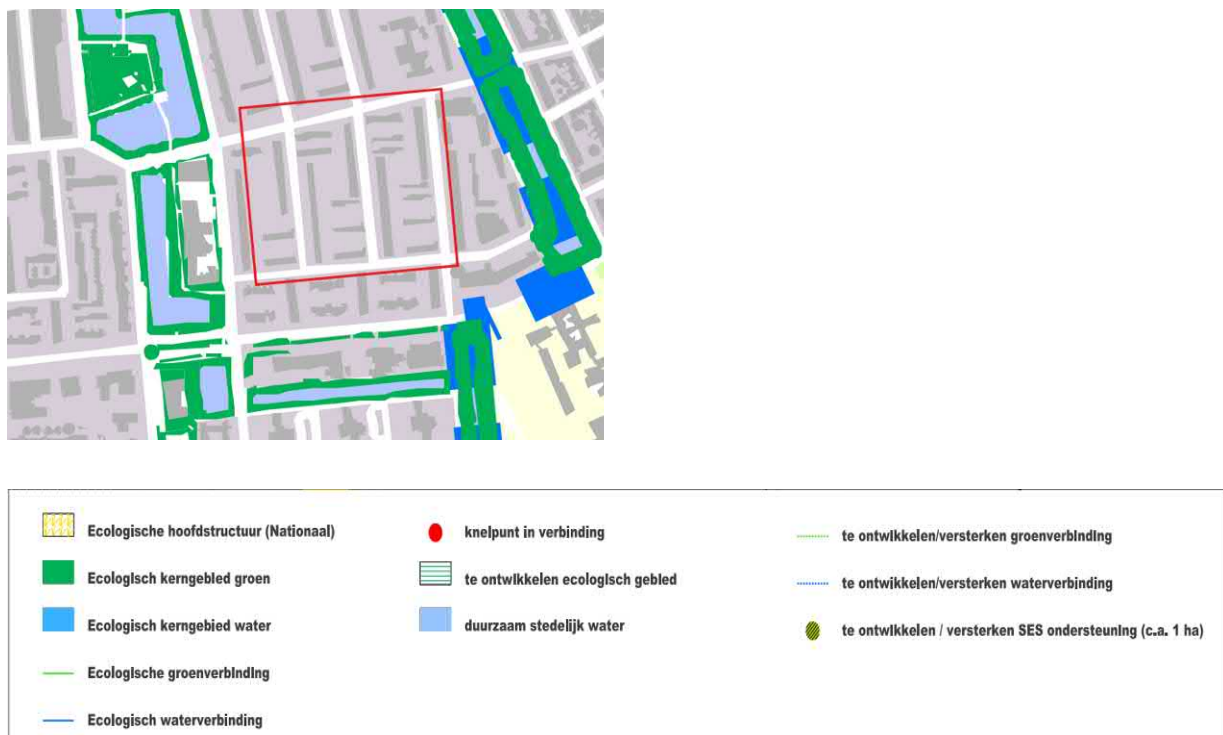 Ecologische hoofdstructuur (Nationaal)
Ecologisch kerngebied groen
Ecologisch kerngebied water
Ecologische groenverbinding
Ecologisch waterverbinding
knelpunt in verbinding
te ontwikkelen ecologisch gebied
duurzaam stedelijk water
te ontwikkelen/versterken groenverbinding
te ontwikkelen/versterken waterverbinding
te ontwikkelen / versterken SES ondersteuning (c.a. 1 ha)